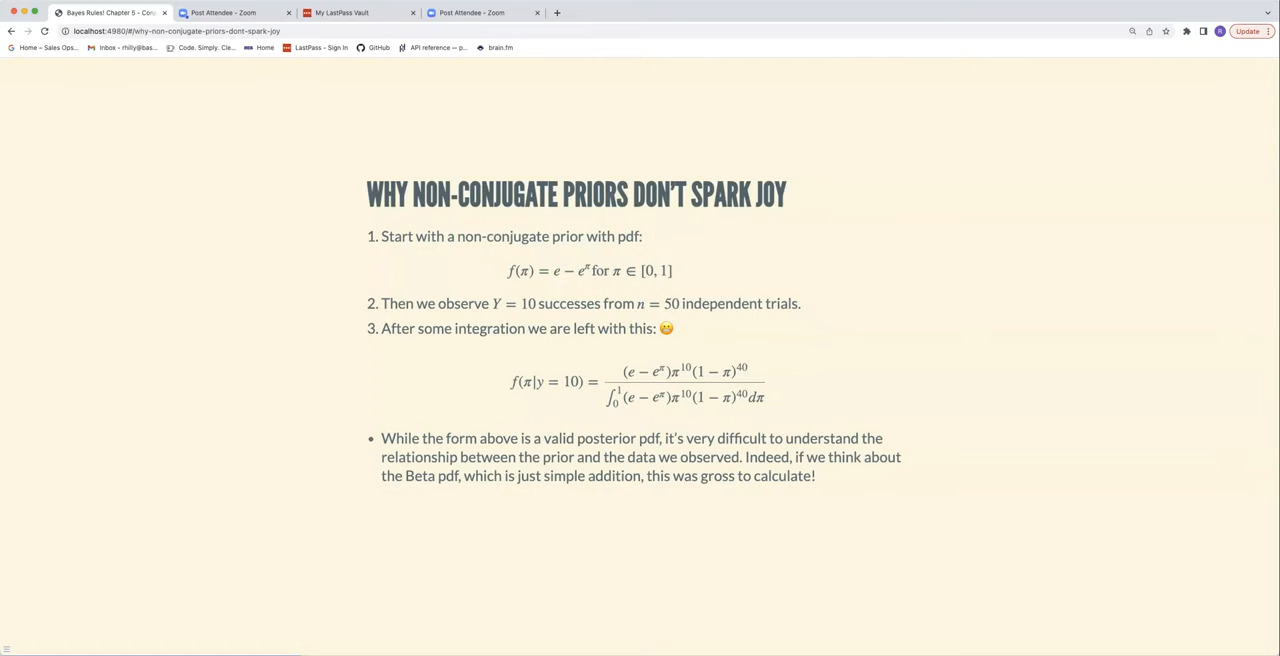 Bayes Rules! Chapter 5 - Con
Post Attendee - Zoom
My LastPass Vault
Post Attendee - Zoom
localhost:4980/#/why-non-conjugate-priors-dont-spark-joy
R
Update
Home – Sales Ops...
Inbox - rhilly@bas...
Code. Simply. Cle...
Home
LastPass - Sign In
GitHub
API reference — p...
brain.fm
WHY NON-CONJUGATE PRIORS DON'T SPARK JOY
1. Start with a non-conjugate prior with pdf:
f(π) = e − e^π for π ∈ [0, 1]
2. Then we observe Y = 10 successes from n = 50 independent trials.
3. After some integration we are left with this: 😬
f(π|y = 10) = (e − e^π)π^10(1 − π)^40
∫_0^1 (e − e^π)π^10(1 − π)^40 dπ
• While the form above is a valid posterior pdf, it's very difficult to understand the
relationship between the prior and the data we observed. Indeed, if we think about
the Beta pdf, which is just simple addition, this was gross to calculate!